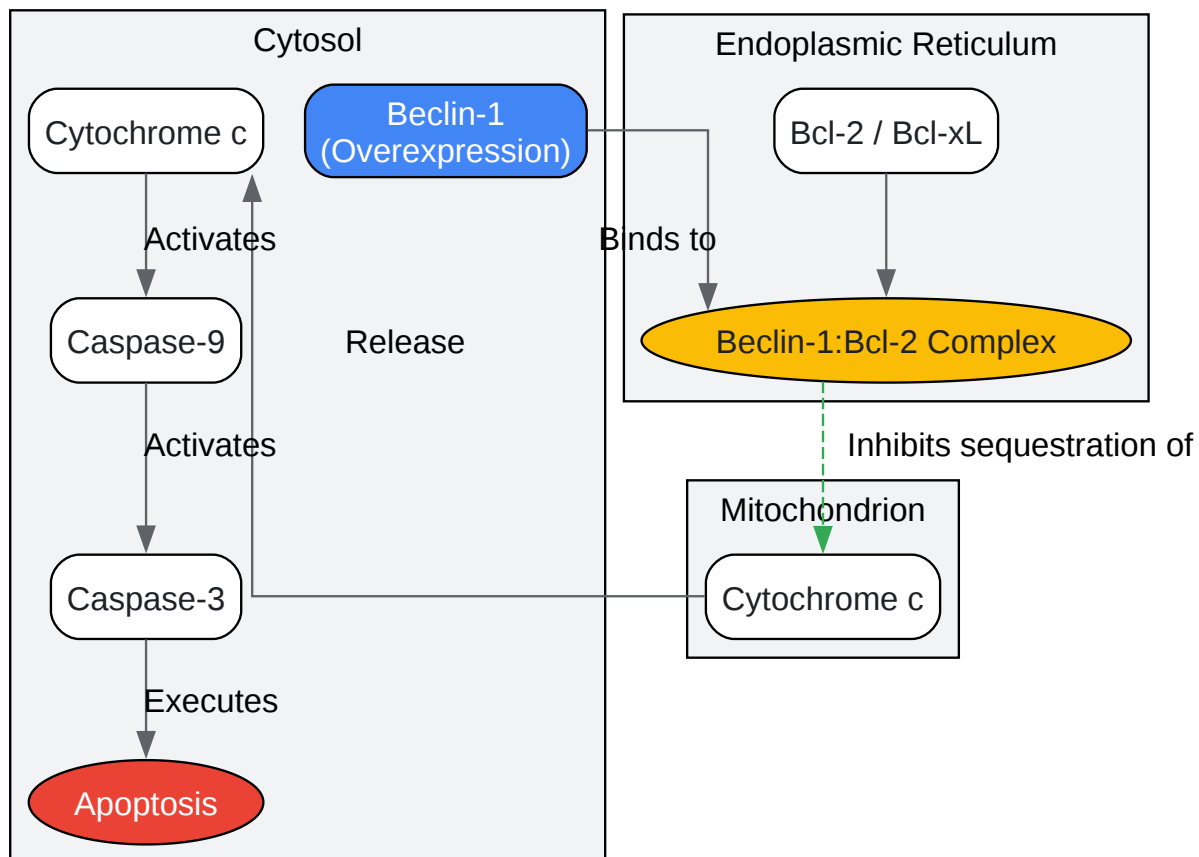 Cytosol
Endoplasmic Reticulum
Cytochrome c
Beclin-1
(Overexpression)
Bcl-2 / Bcl-xL
Activates
Binds to
Caspase-9
Release
Beclin-1:Bcl-2 Complex
Activates
Inhibits sequestration of
Mitochondrion
Caspase-3
Cytochrome c
Executes
Apoptosis